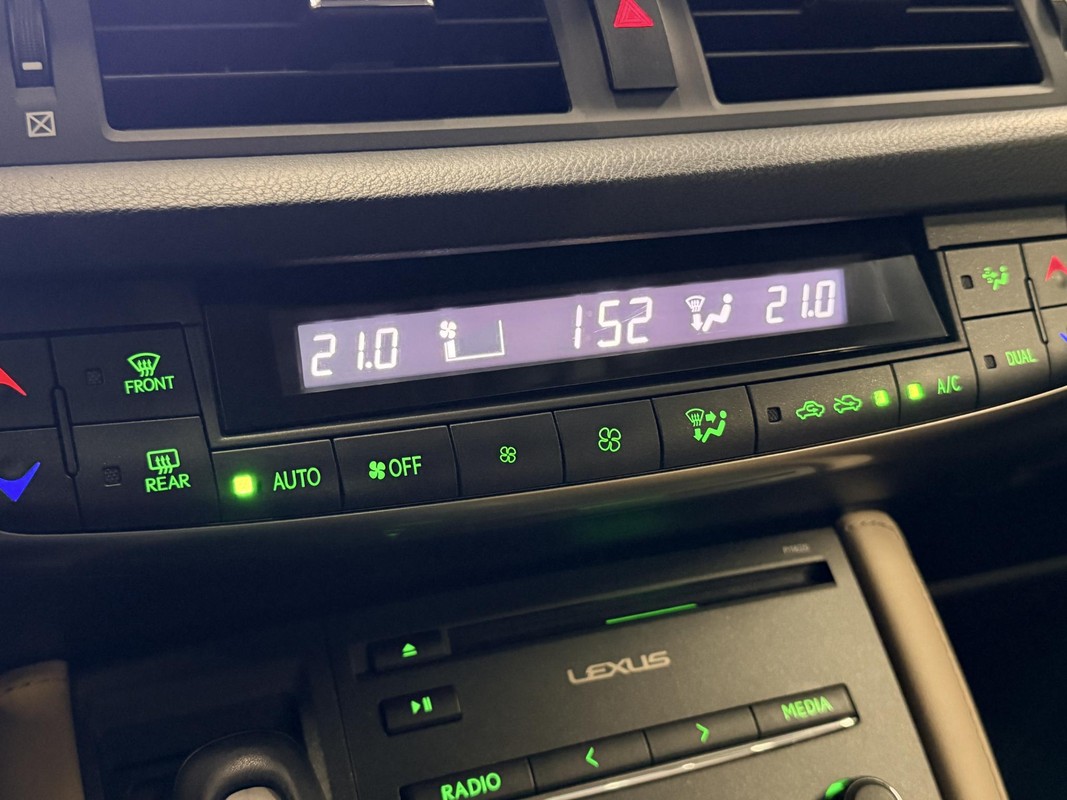 21.0 152 21.0
FRONT
REAR
AUTO
OFF
A/C
DUAL
LEXUS
MEDIA
RADIO